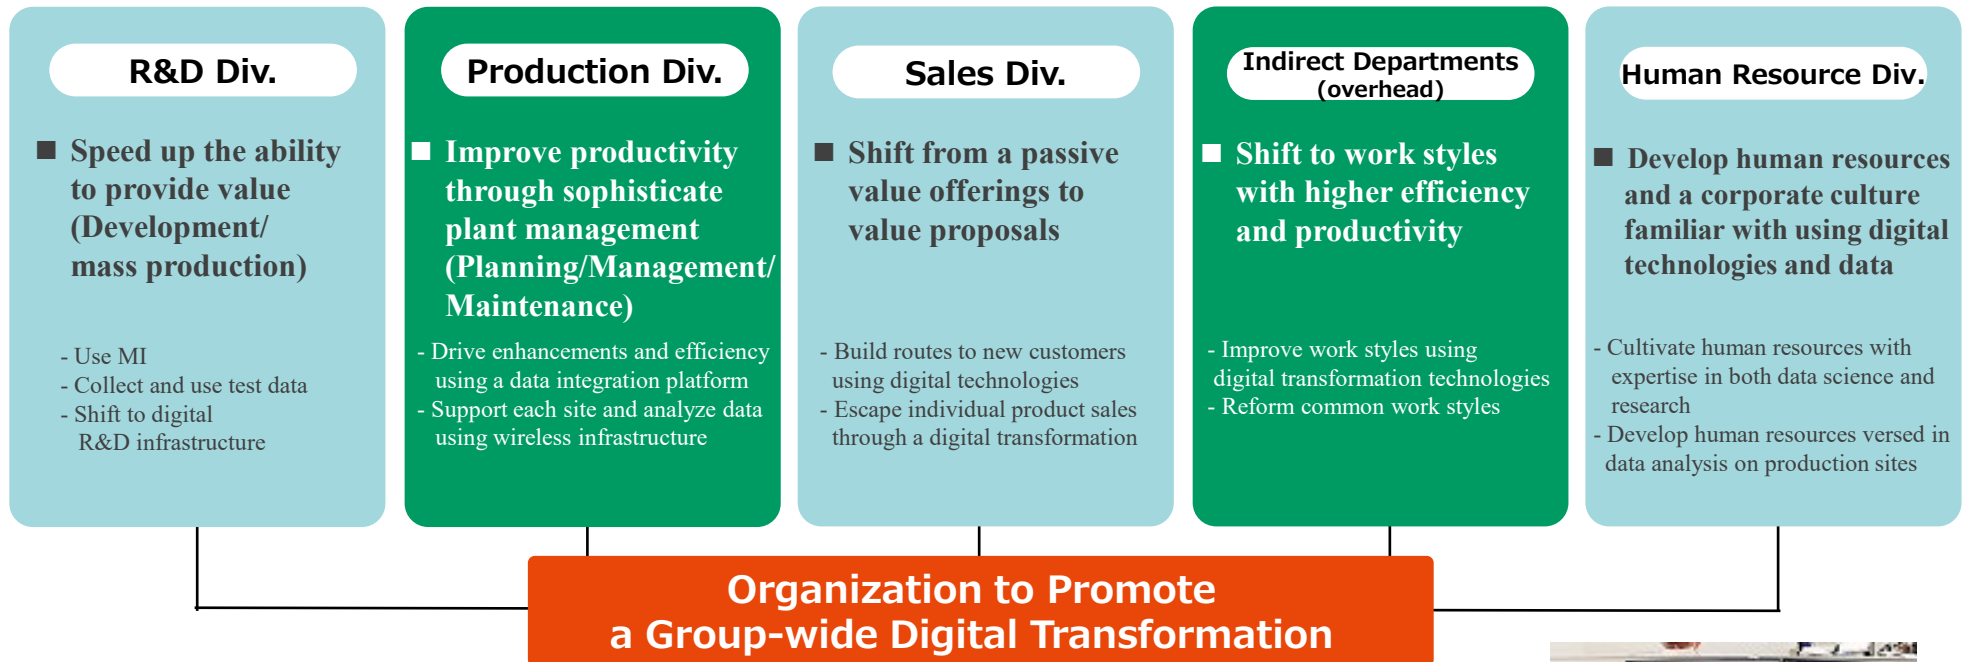 R&D Div.
■ Speed up the ability
to provide value
(Development/
mass production)
- Use MI
- Collect and use test data
- Shift to digital
R&D infrastructure
Production Div.
■ Improve productivity
through sophisticate
plant management
(Planning/Management/
Maintenance)
- Drive enhancements and efficiency
using a data integration platform
- Support each site and analyze data
using wireless infrastructure
Sales Div.
■ Shift from a passive
value offerings to
value proposals
- Build routes to new customers
using digital technologies
- Escape individual product sales
through a digital transformation
Indirect Departments
(overhead)
■ Shift to work styles
with higher efficiency
and productivity
- Improve work styles using
digital transformation technologies
- Reform common work styles
Human Resource Div.
■ Develop human resources
and a corporate culture
familiar with using digital
technologies and data
- Cultivate human resources with
expertise in both data science and
research
- Develop human resources versed in
data analysis on production sites
Organization to Promote
a Group-wide Digital Transformation